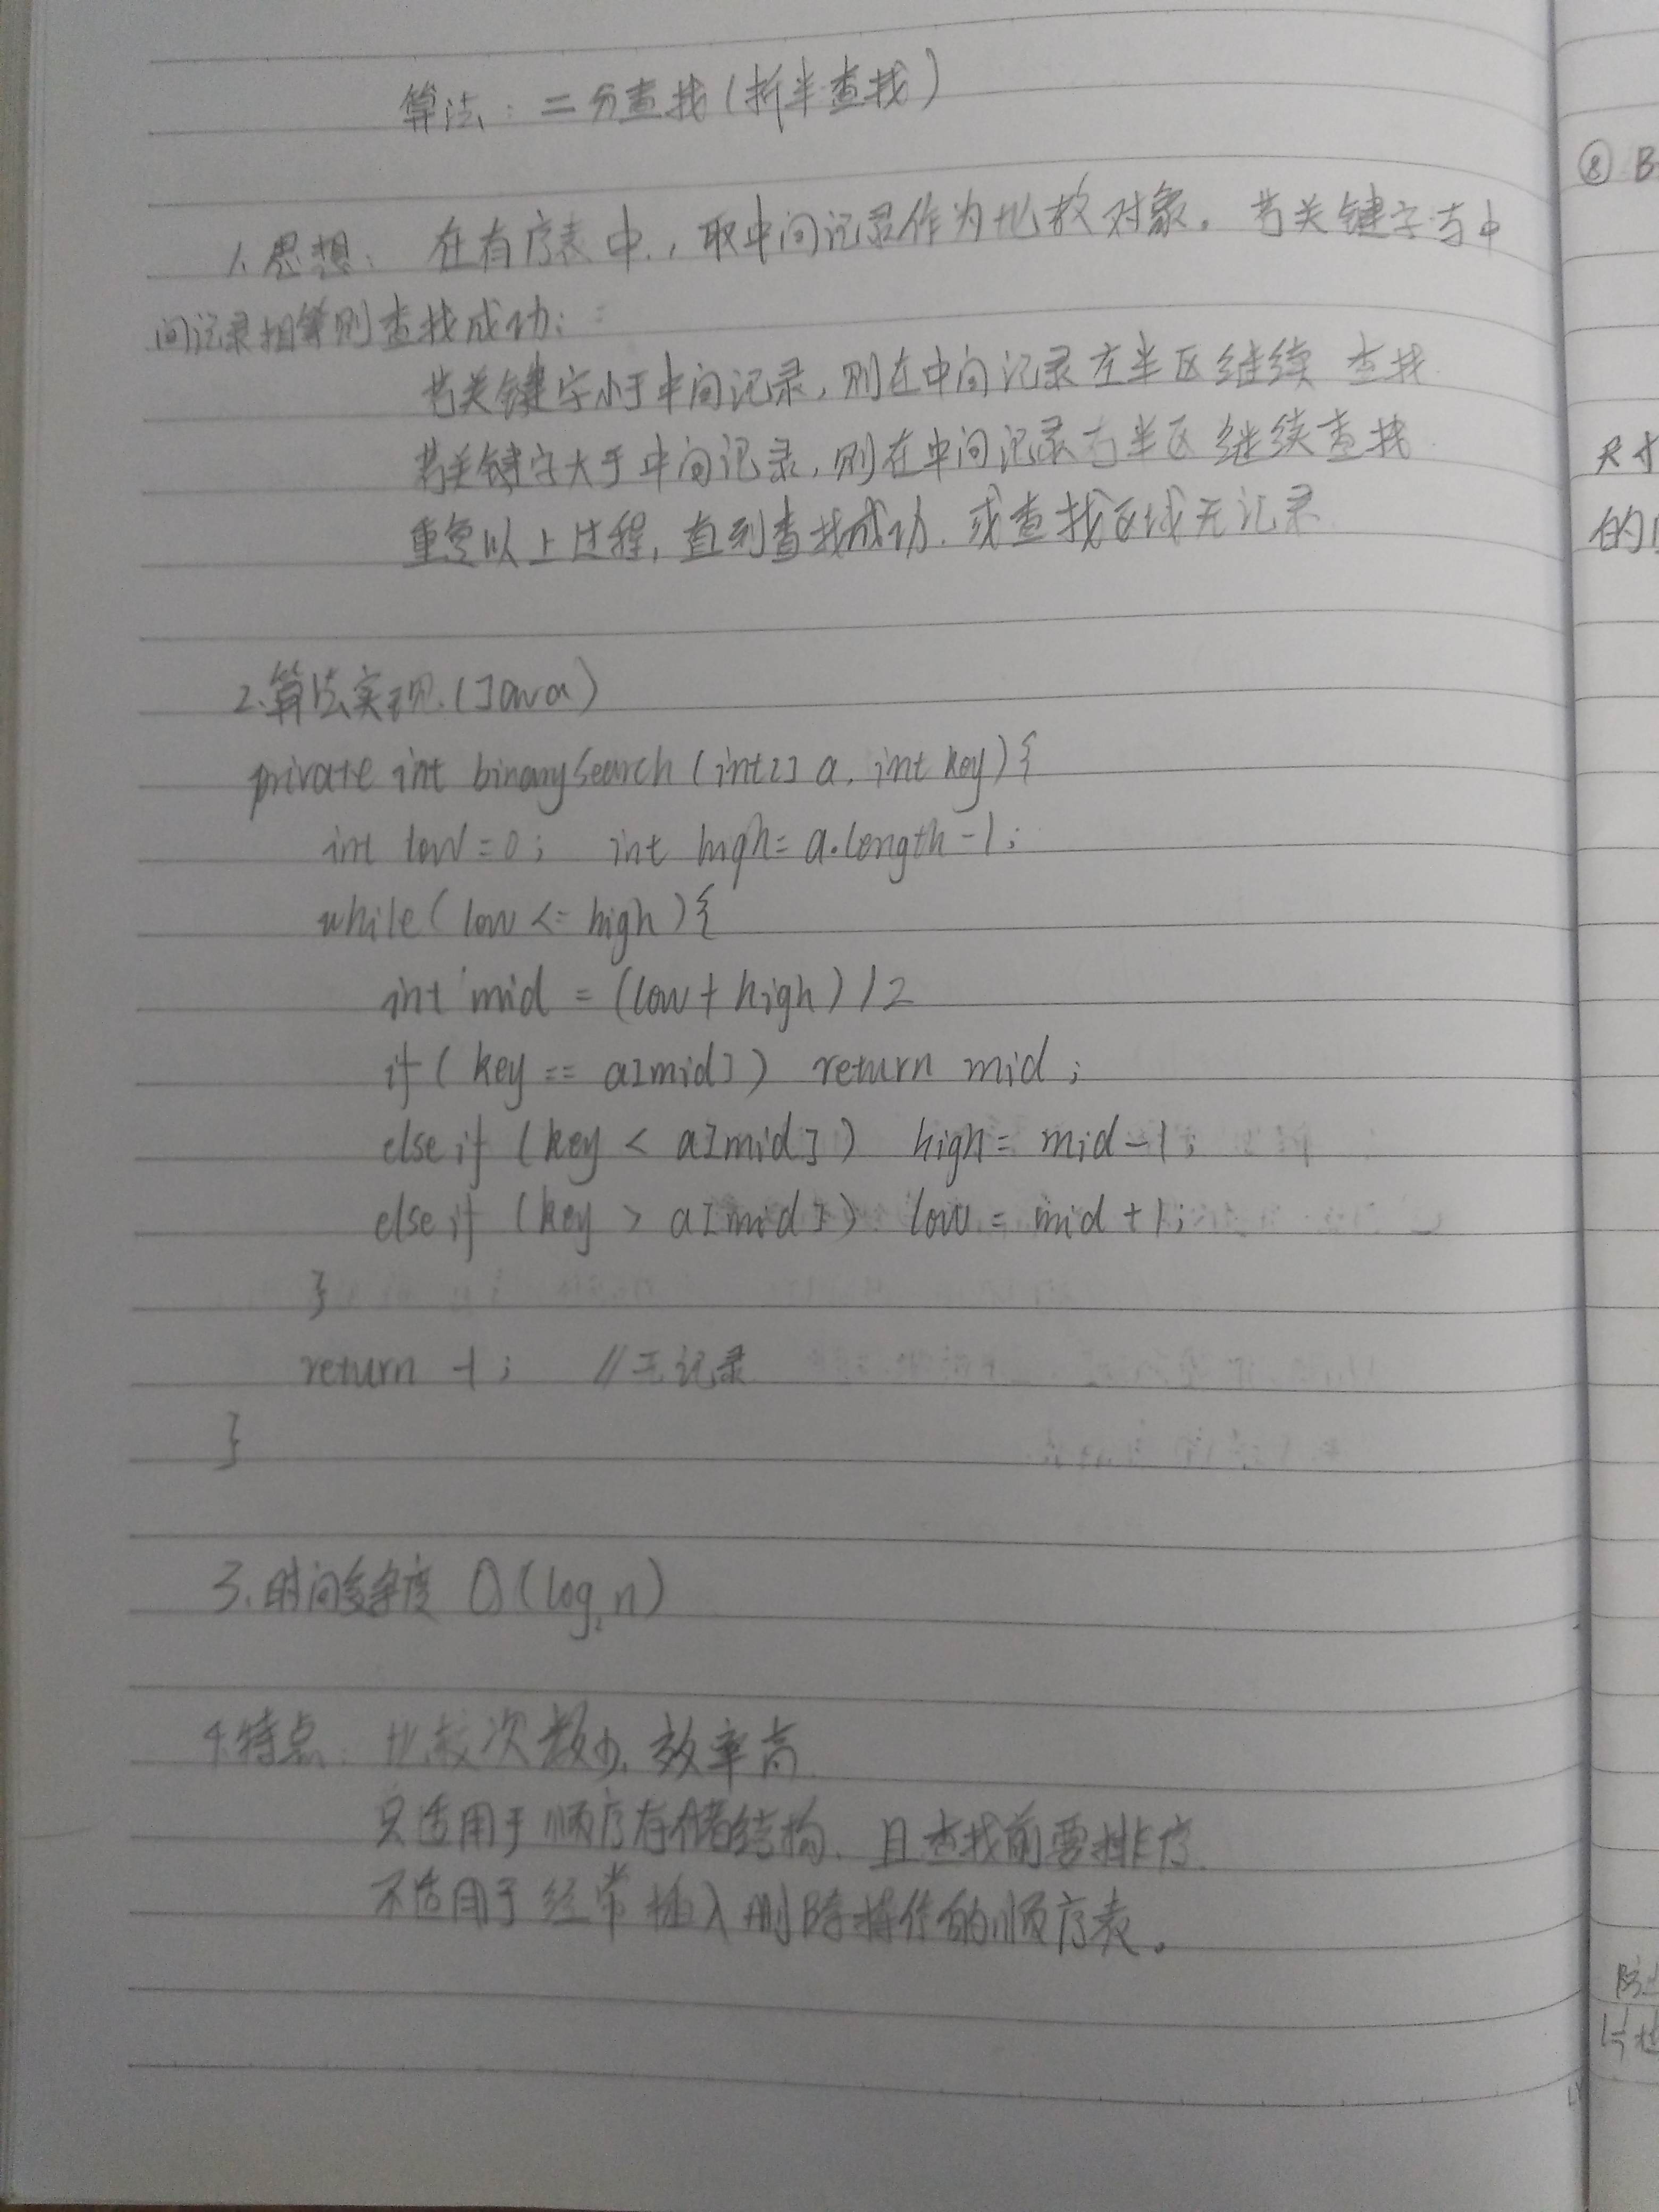 算法：二分查找(折半查找)
1.思想：在有序表中，取中间记录作为比较对象。若关键字与中
间记录相等则查找成功；
若关键字小于中间记录，则在中间记录左半区继续查找
若关键字大于中间记录，则在中间记录右半区继续查找
重复以上过程，直到查找成功.或查找区域无记录
2.算法实现.(Java)
private int binarySearch(int[] a, int key){
int low=0; int high=a.length-1;
while(low<=high){
int mid = (low+high)/2
if(key == a[mid]) return mid;
else if (key < a[mid]) high = mid-1;
else if (key > a[mid]) low = mid+1;
}
return -1; //无记录
}
3.时间复杂度 O(log₂n)
4.特点：比较次数少，效率高.
只适用于顺序存储结构.且查找前要排序.
不适用于经常插入删除操作的顺序表。
⑧ B
尺寸
的